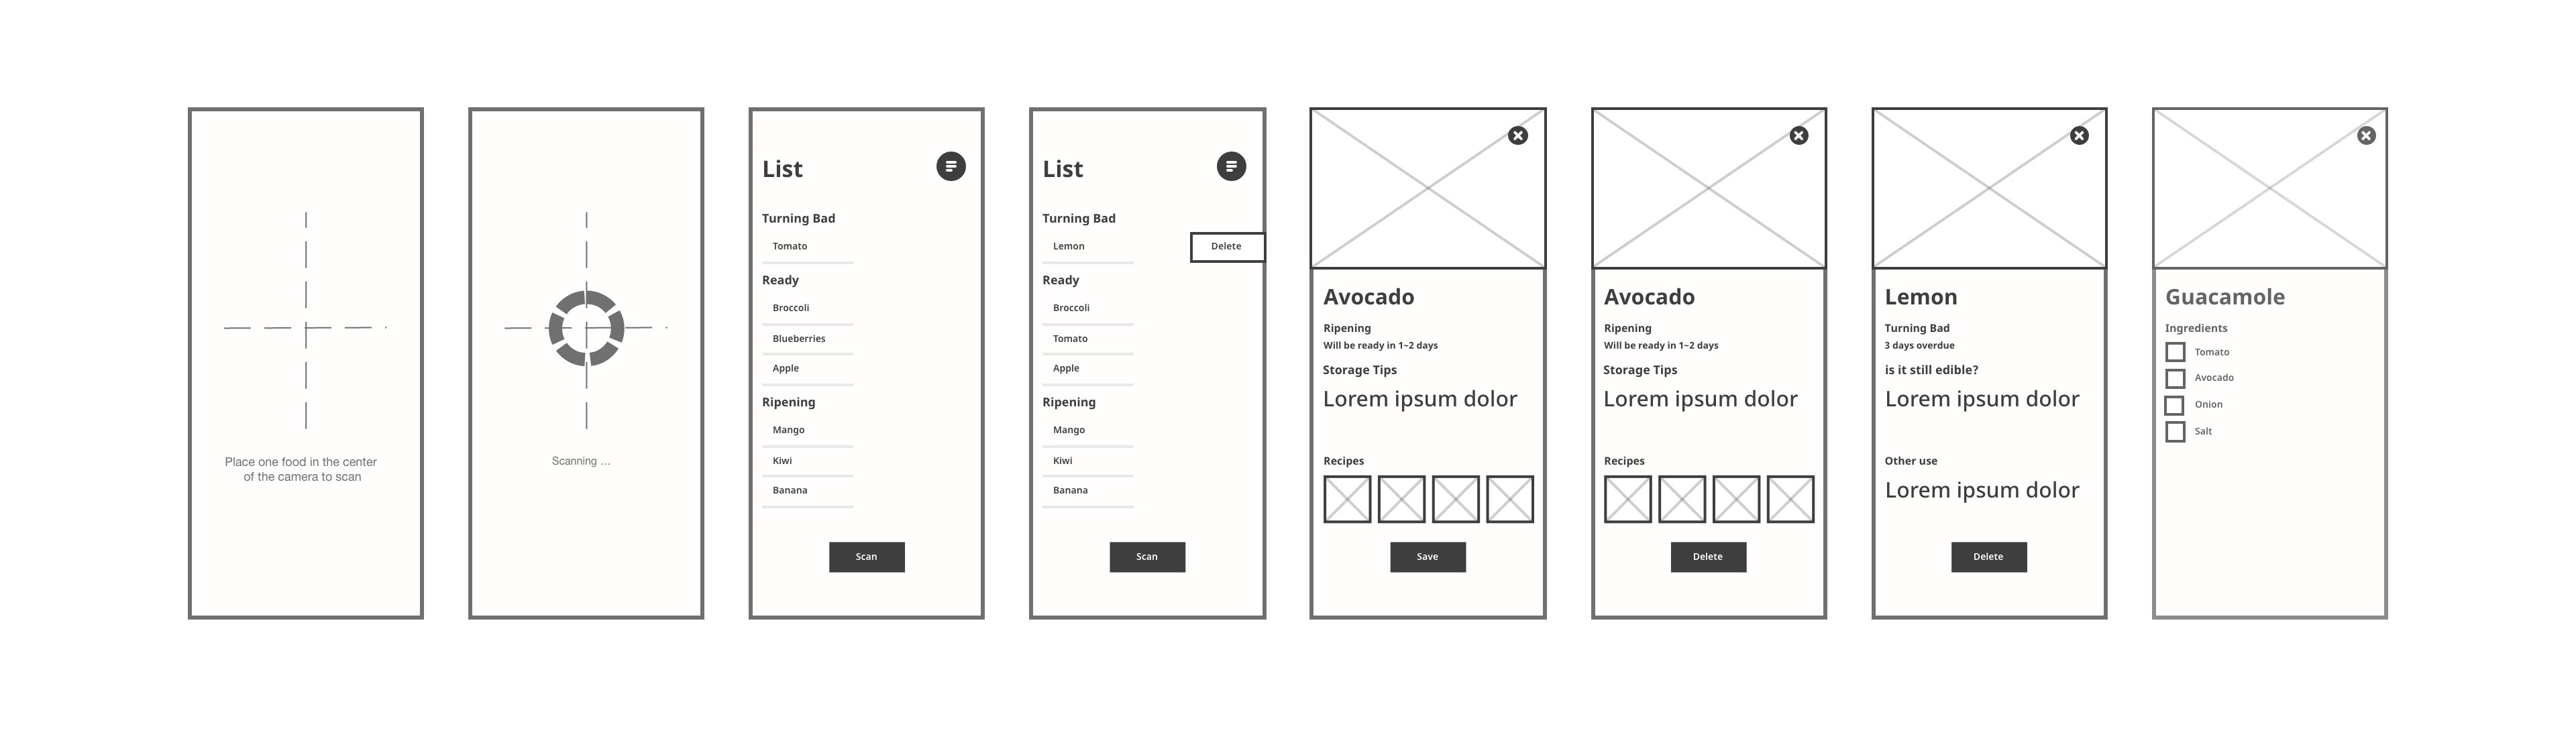 Place one food in the center
of the camera to scan
Scanning ...
List
Turning Bad
Tomato
Ready
Broccoli
Blueberries
Apple
Ripening
Mango
Kiwi
Banana
Scan
List
Turning Bad
Lemon
Delete
Ready
Broccoli
Tomato
Apple
Ripening
Mango
Kiwi
Banana
Scan
Avocado
Ripening
Will be ready in 1~2 days
Storage Tips
Lorem ipsum dolor
Recipes
Save
Avocado
Ripening
Will be ready in 1~2 days
Storage Tips
Lorem ipsum dolor
Recipes
Delete
Lemon
Turning Bad
3 days overdue
is it still edible?
Lorem ipsum dolor
Other use
Lorem ipsum dolor
Delete
Guacamole
Ingredients
Tomato
Avocado
Onion
Salt